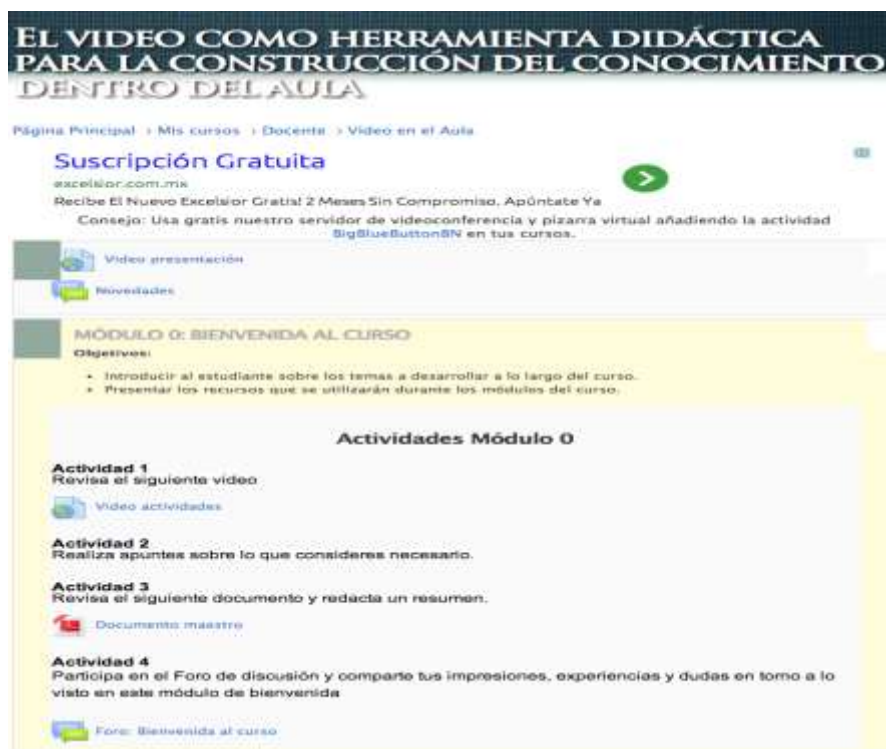 EL VIDEO COMO HERRAMIENTA DIDÁCTICA
PARA LA CONSTRUCCIÓN DEL CONOCIMIENTO
DENTRO DEL AULA
Página Principal › Mis cursos › Docente › Video en el Aula
Suscripción Gratuita
excelsior.com.mx
Recibe El Nuevo Excelsior Gratis! 2 Meses Sin Compromiso. Apúntate Ya
Consejo: Usa gratis nuestro servidor de videoconferencia y pizarra virtual añadiendo la actividad
BigBlueButtonBN en tus cursos.
Video presentación
Novedades
MÓDULO 0: BIENVENIDA AL CURSO
Objetivos:
• Introducir al estudiante sobre los temas a desarrollar a lo largo del curso.
• Presentar los recursos que se utilizarán durante los módulos del curso.
Actividades Módulo 0
Actividad 1
Revisa el siguiente video
Video actividades
Actividad 2
Realiza apuntes sobre lo que consideres necesario.
Actividad 3
Revisa el siguiente documento y redacta un resumen.
Documento maestro
Actividad 4
Participa en el Foro de discusión y comparte tus impresiones, experiencias y dudas en torno a lo
visto en este módulo de bienvenida
Foro: Bienvenida al curso